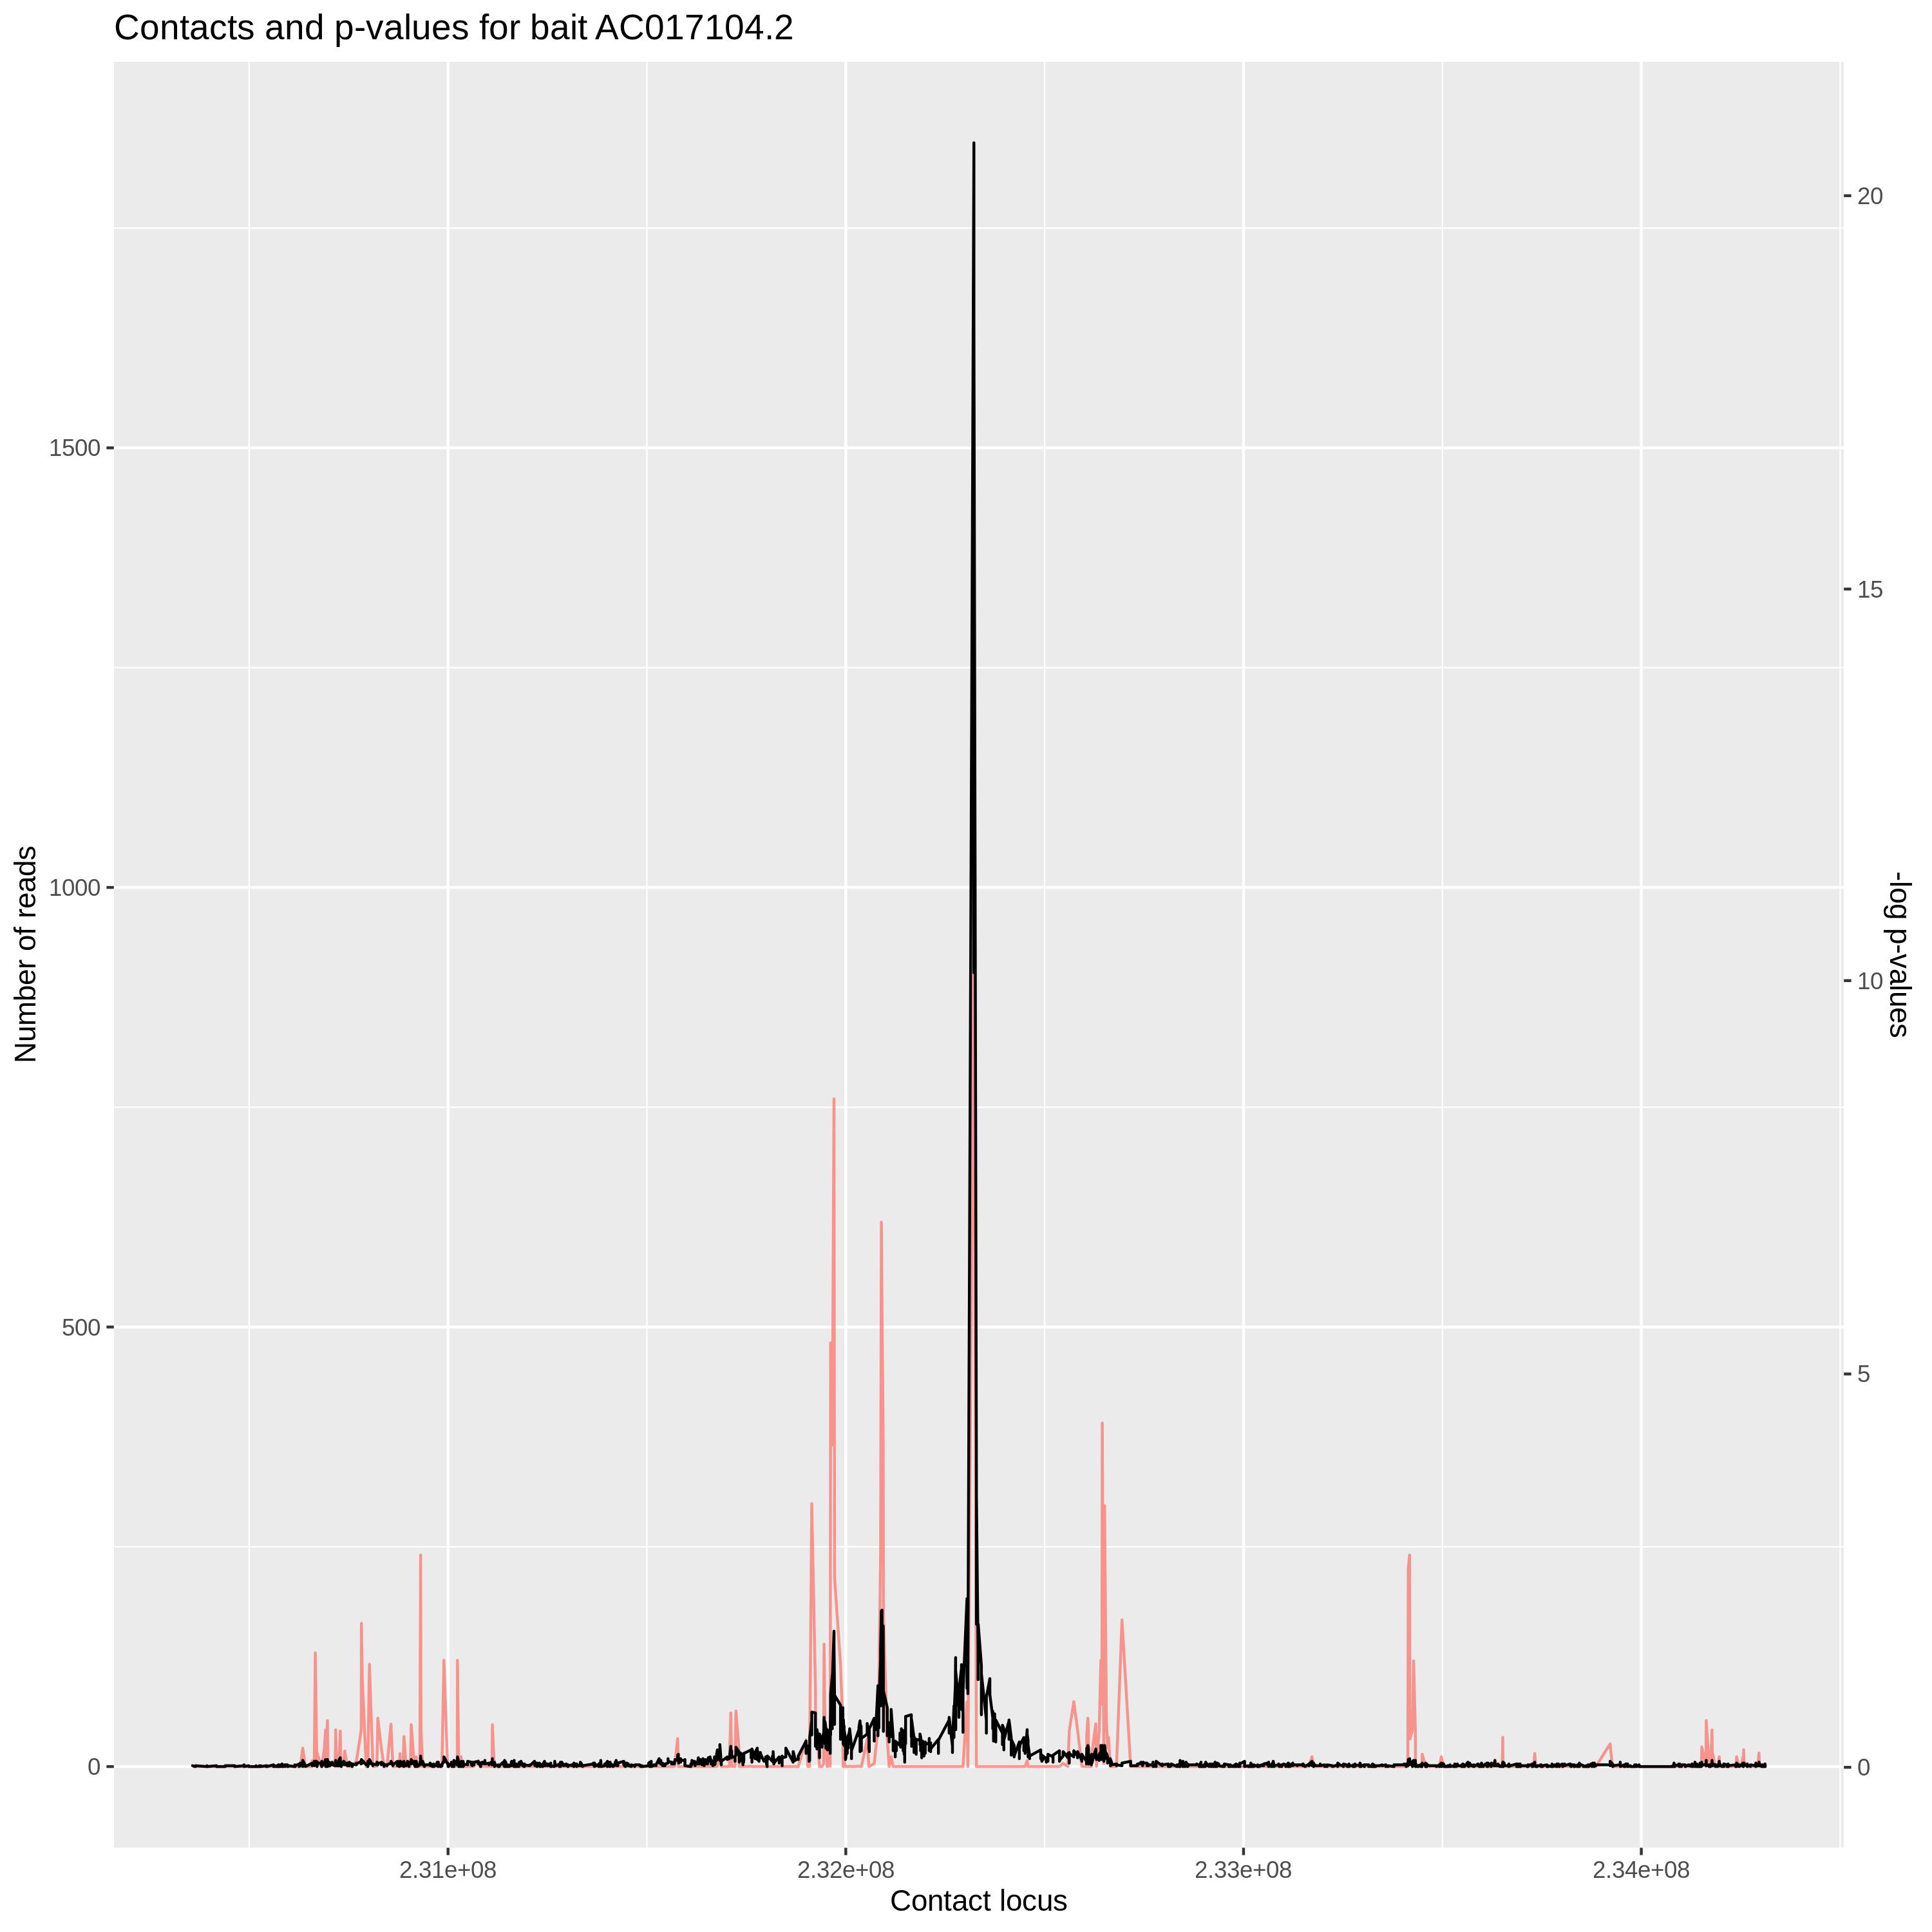 Contacts and p-values for bait AC017104.2
Number of reads
1500
1000
500
0
20
15
10
5
0
-log p-values
2.31e+08
2.32e+08
2.33e+08
2.34e+08
Contact locus